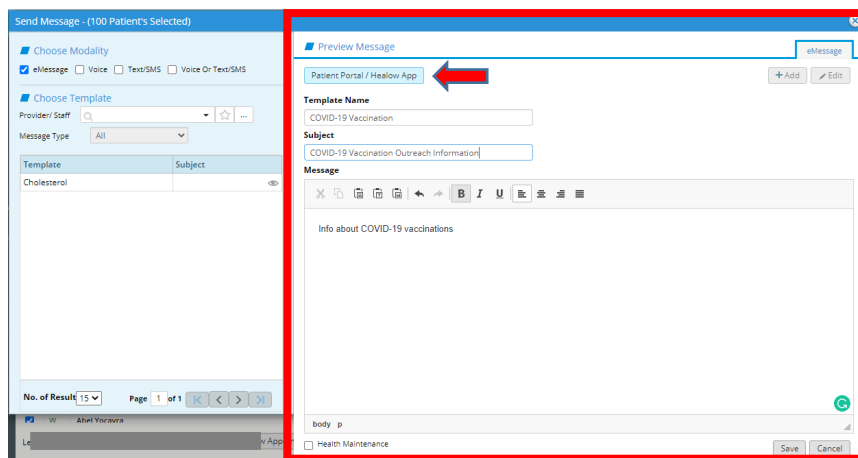 Send Message - (100 Patient's Selected)
Choose Modality
eMessage Voice Text/SMS Voice Or Text/SMS
Choose Template
Provider/ Staff
...
Message Type All
Template Subject
Cholesterol
No. of Result 15 Page 1 of 1
W Abel
Le
w App
Preview Message
eMessage
Patient Portal / Healow App
+ Add Edit
Template Name
COVID-19 Vaccination
Subject
COVID-19 Vaccination Outreach Information
Message
B I U
Info about COVID-19 vaccinations
body p
Health Maintenance
Save Cancel